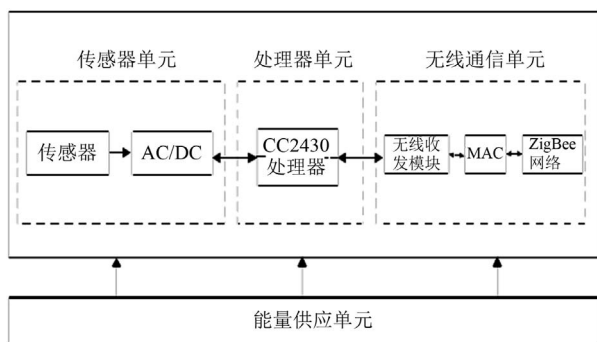 传感器单元
处理器单元
无线通信单元
传感器
AC/DC
CC2430
处理器
无线收
发模块
MAC
ZigBee
网络
能量供应单元